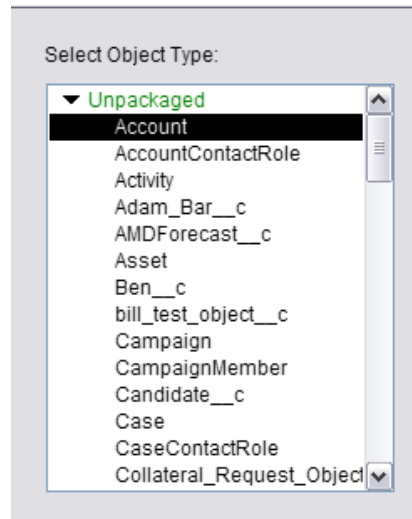 Select Object Type:
Unpackaged
Account
AccountContactRole
Activity
Adam_Bar__c
AMDForecast__c
Asset
Ben__c
bill_test_object__c
Campaign
CampaignMember
Candidate__c
Case
CaseContactRole
Collateral_Request_Object